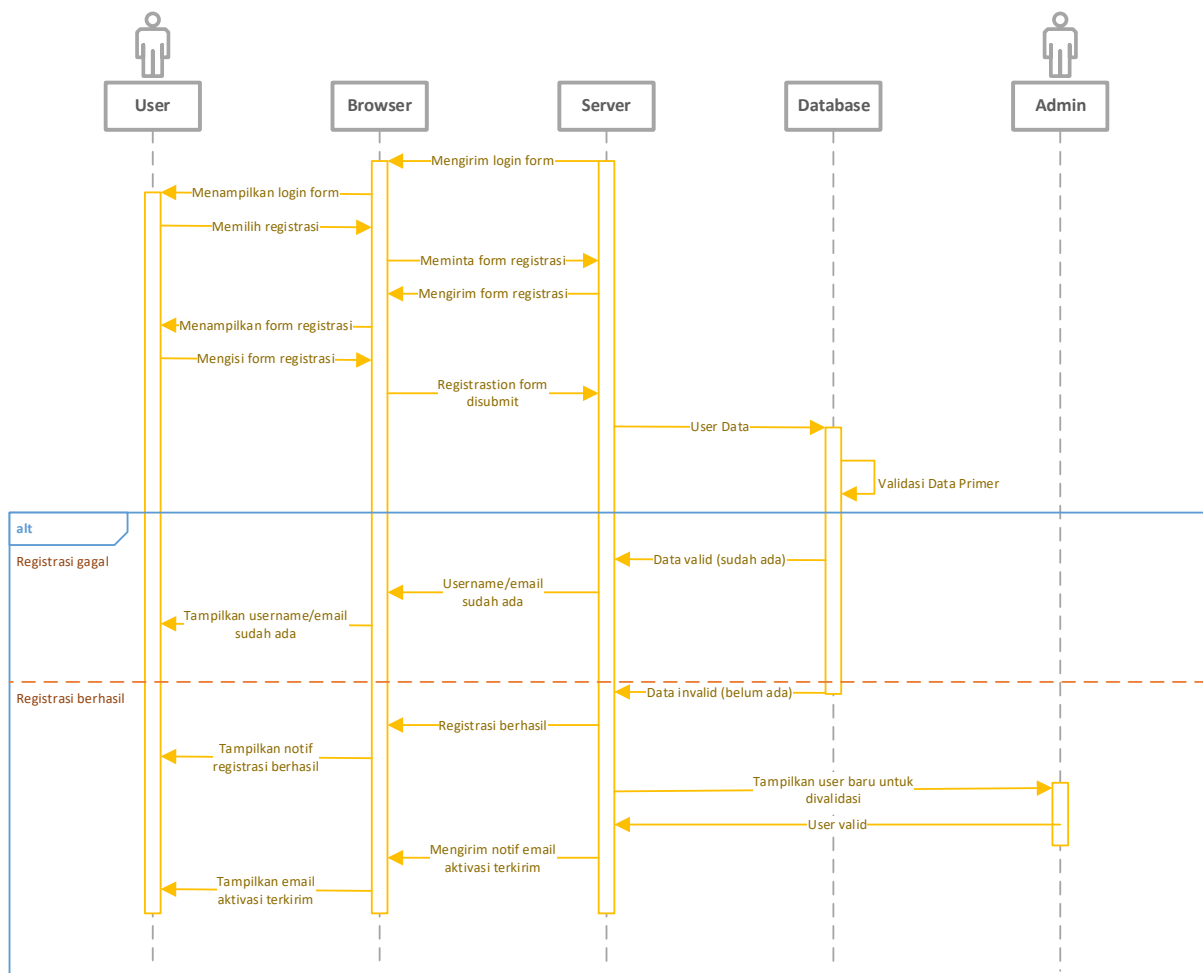 User
Browser
Server
Database
Admin
Mengirim login form
Menampilkan login form
Memilih registrasi
Meminta form registrasi
Mengirim form registrasi
Menampilkan form registrasi
Mengisi form registrasi
Registrastion form
disubmit
User Data
Validasi Data Primer
alt
Registrasi gagal
Data valid (sudah ada)
Username/email
sudah ada
Tampilkan username/email
sudah ada
Registrasi berhasil
Data invalid (belum ada)
Registrasi berhasil
Tampilkan notif
registrasi berhasil
Tampilkan user baru untuk
divalidasi
User valid
Mengirim notif email
aktivasi terkirim
Tampilkan email
aktivasi terkirim